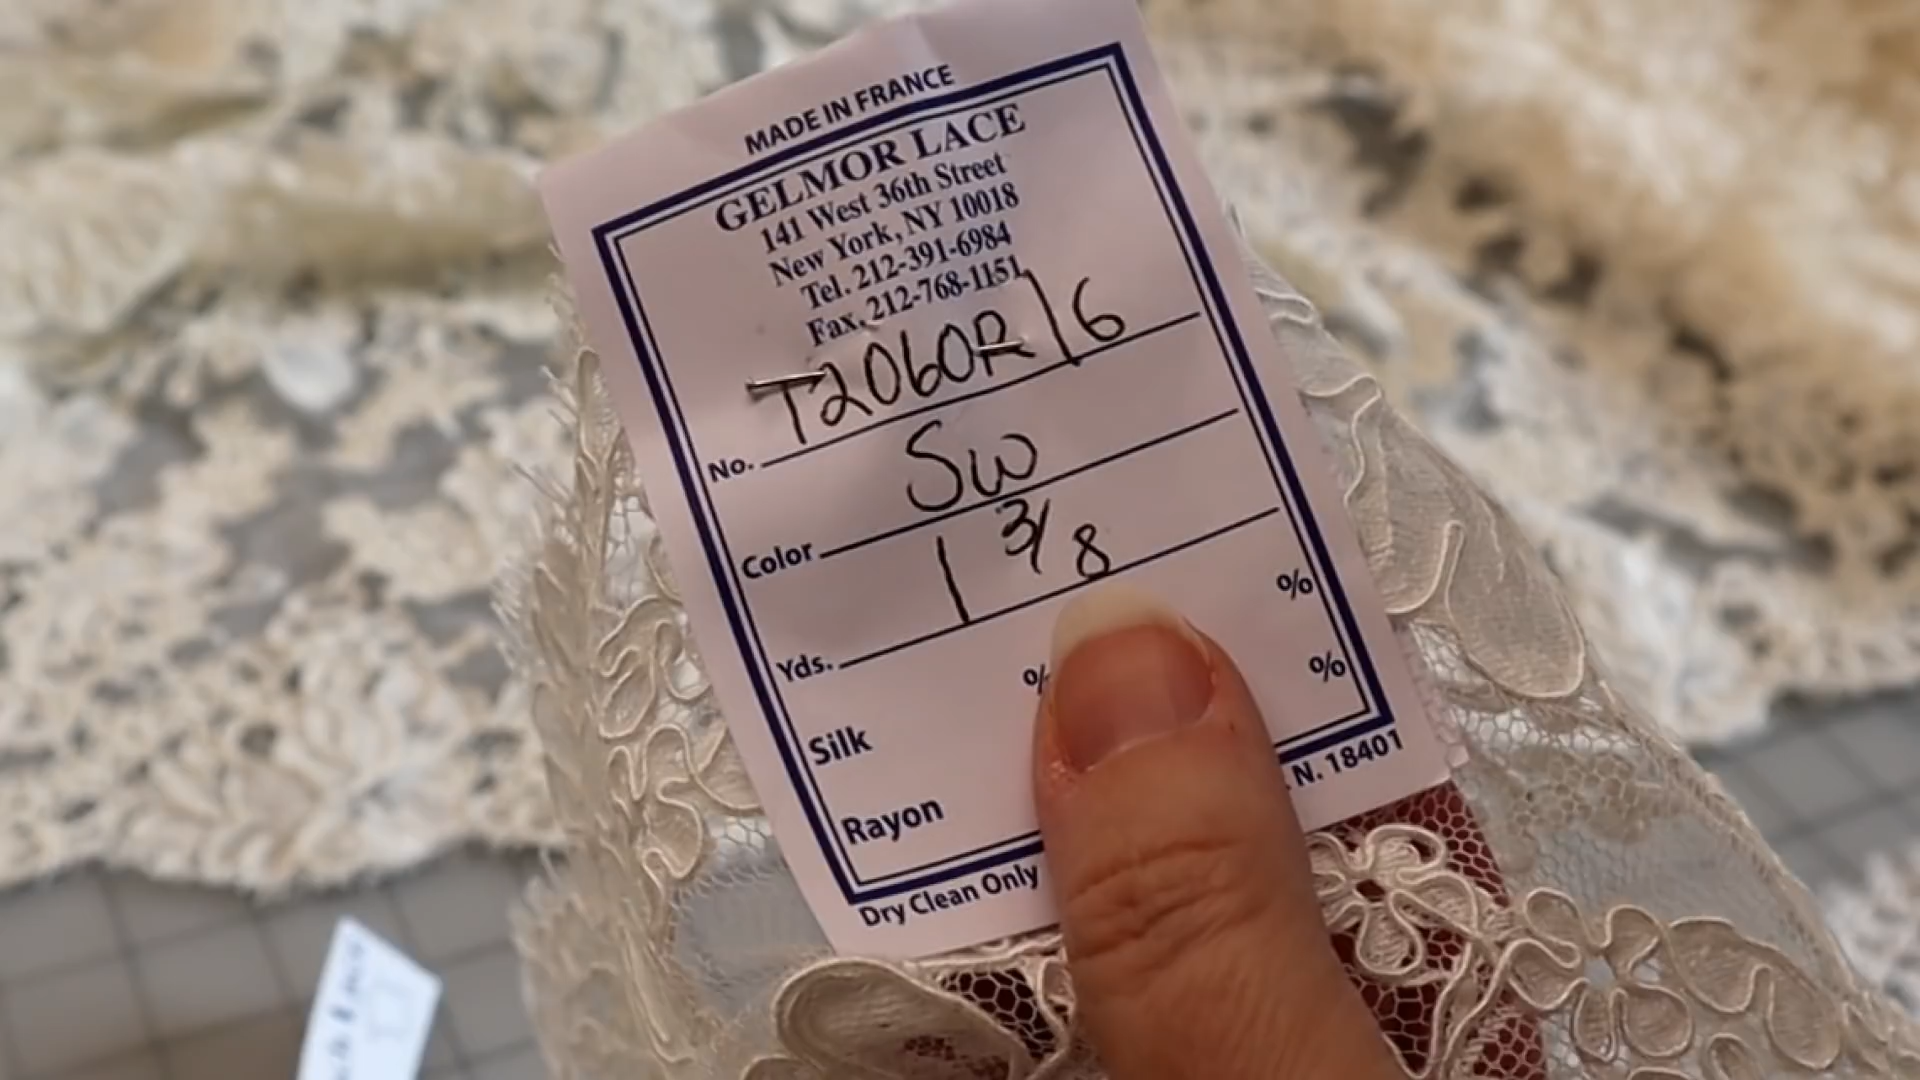 MADE IN FRANCE
GELMOR LACE
141 West 36th Street
New York, NY 10018
Tel. 212-391-6984
Fax. 212-768-1151
No. T2060R/6
Color SW
Yds. 1 3/8
%
Silk % %
Rayon
Dry Clean Only N. 18401